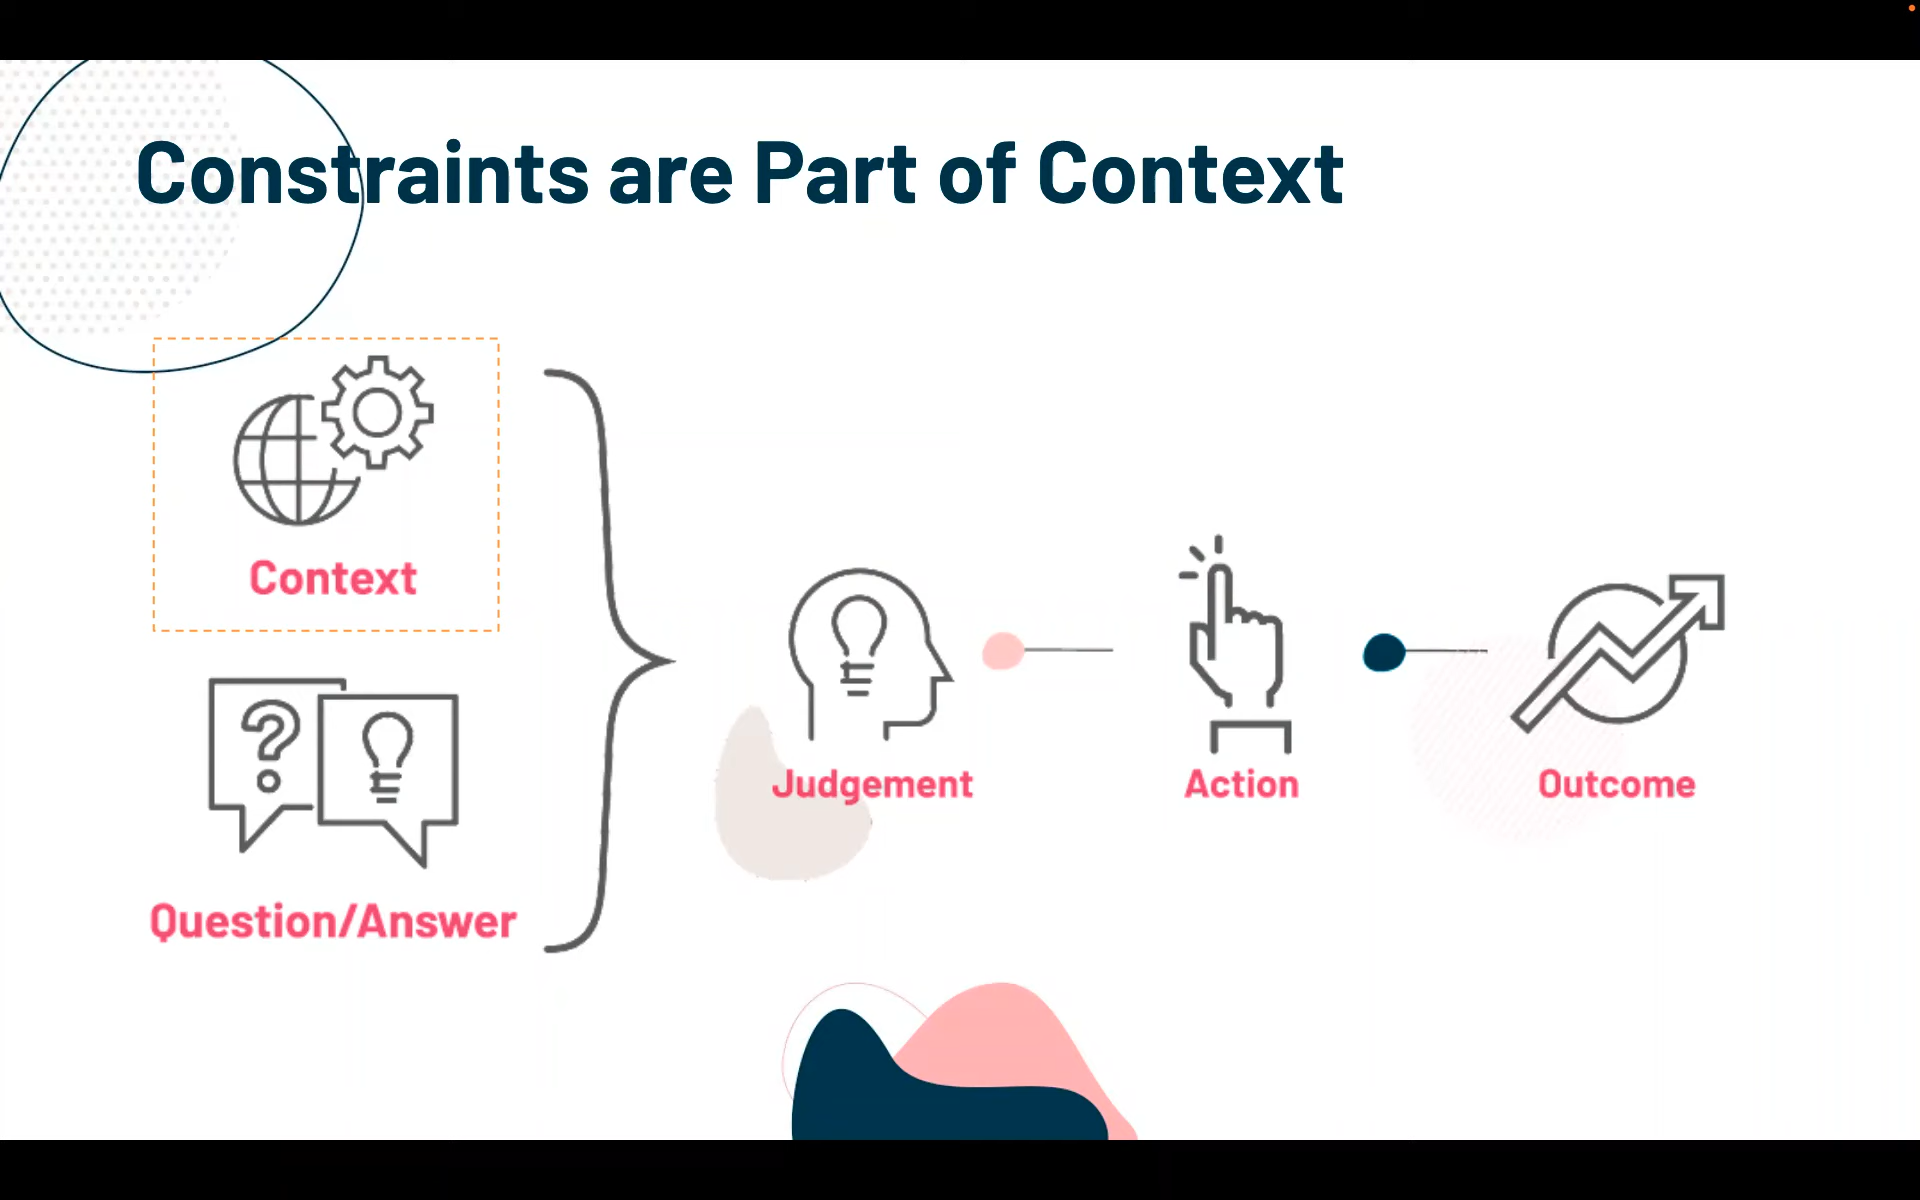 Constraints are Part of Context
Context
Question/Answer
Judgement
Action
Outcome